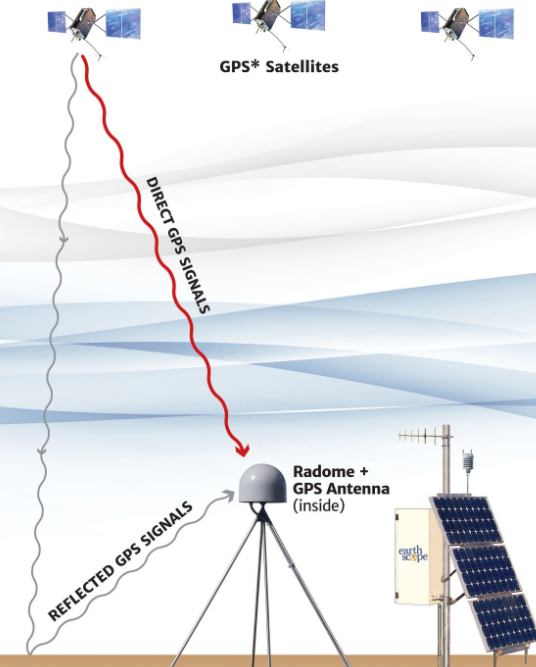 GPS* Satellites
DIRECT GPS SIGNALS
Radome +
GPS Antenna
(inside)
REFLECTED GPS SIGNALS
earth
scope